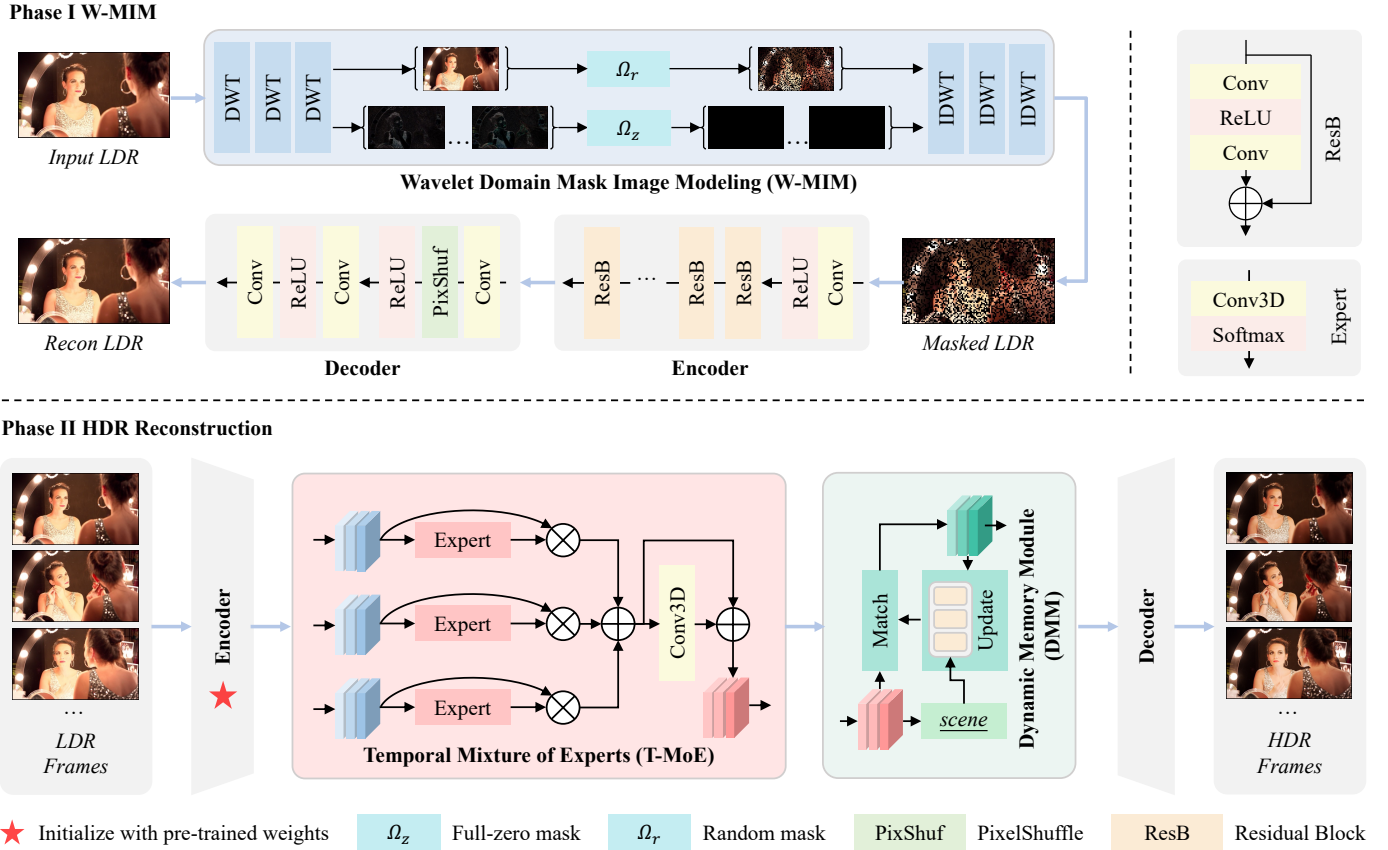 Phase I W-MIM
Input LDR
DWT
DWT
DWT
Ω_r
Ω_z
...
...
IDWT
IDWT
IDWT
Wavelet Domain Mask Image Modeling (W-MIM)
Recon LDR
Conv
ReLU
Conv
ReLU
PixShuf
Conv
Decoder
ResB
...
ResB
ResB
ReLU
Conv
Encoder
Masked LDR
Conv
ReLU
Conv
ResB
Conv3D
Softmax
Expert
Phase II HDR Reconstruction
...
LDR
Frames
Encoder
Expert
Expert
Expert
Conv3D
Temporal Mixture of Experts (T-MoE)
Match
Update
scene
Dynamic Memory Module
(DMM)
Decoder
...
HDR
Frames
Initialize with pre-trained weights
Ω_z Full-zero mask
Ω_r Random mask
PixShuf PixelShuffle
ResB Residual Block